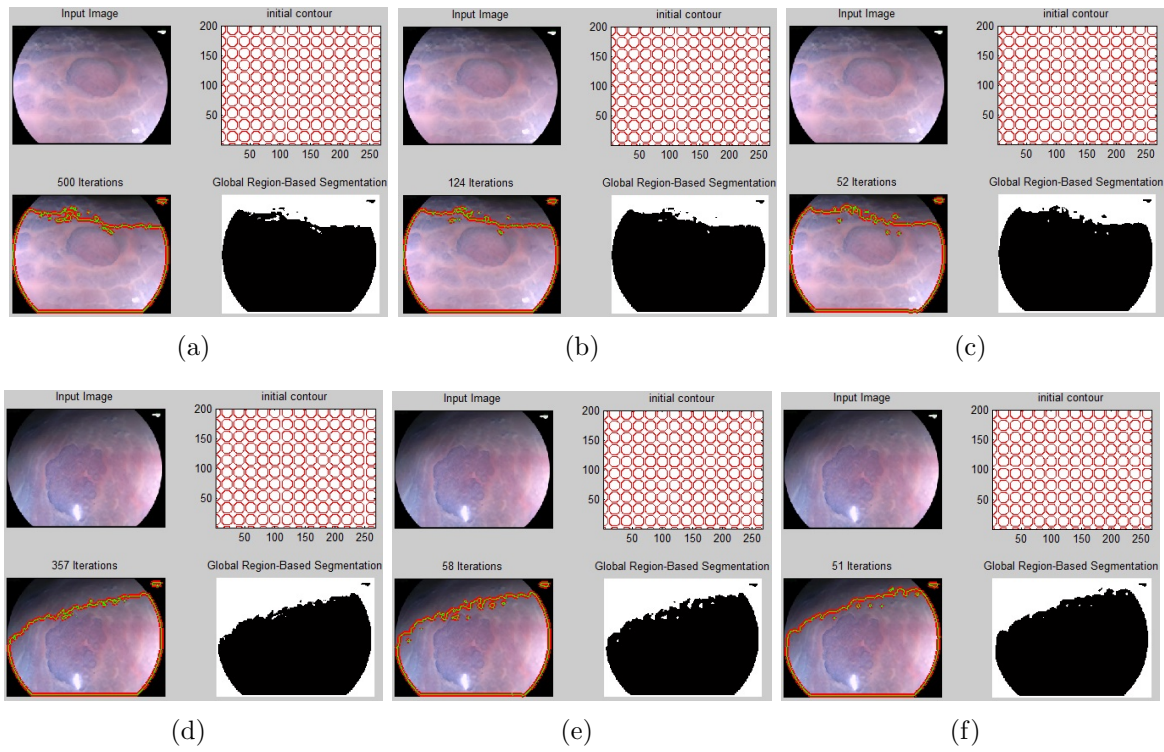 Input Image
initial contour
200
150
100
50
50 100 150 200 250
500 Iterations
Global Region-Based Segmentation
(a)
Input Image
initial contour
200
150
100
50
50 100 150 200 250
124 Iterations
Global Region-Based Segmentation
(b)
Input Image
initial contour
200
150
100
50
50 100 150 200 250
52 Iterations
Global Region-Based Segmentation
(c)
Input Image
initial contour
200
150
100
50
50 100 150 200 250
357 Iterations
Global Region-Based Segmentation
(d)
Input Image
initial contour
200
150
100
50
50 100 150 200 250
58 Iterations
Global Region-Based Segmentation
(e)
Input Image
initial contour
200
150
100
50
50 100 150 200 250
51 Iterations
Global Region-Based Segmentation
(f)